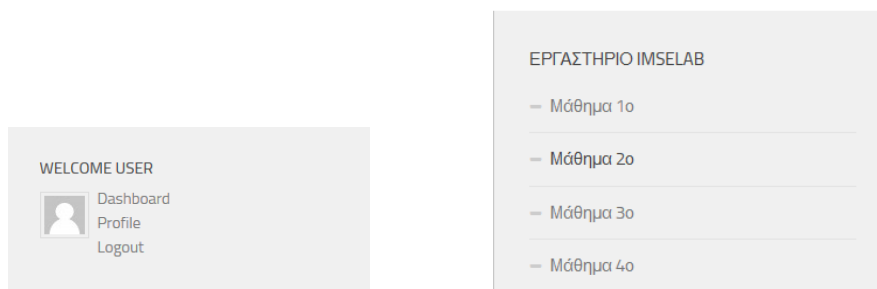 WELCOME USER
Dashboard
Profile
Logout
ΕΡΓΑΣΤΗΡΙΟ IMSELAB
Μάθημα 1ο
Μάθημα 2ο
Μάθημα 3ο
Μάθημα 4ο